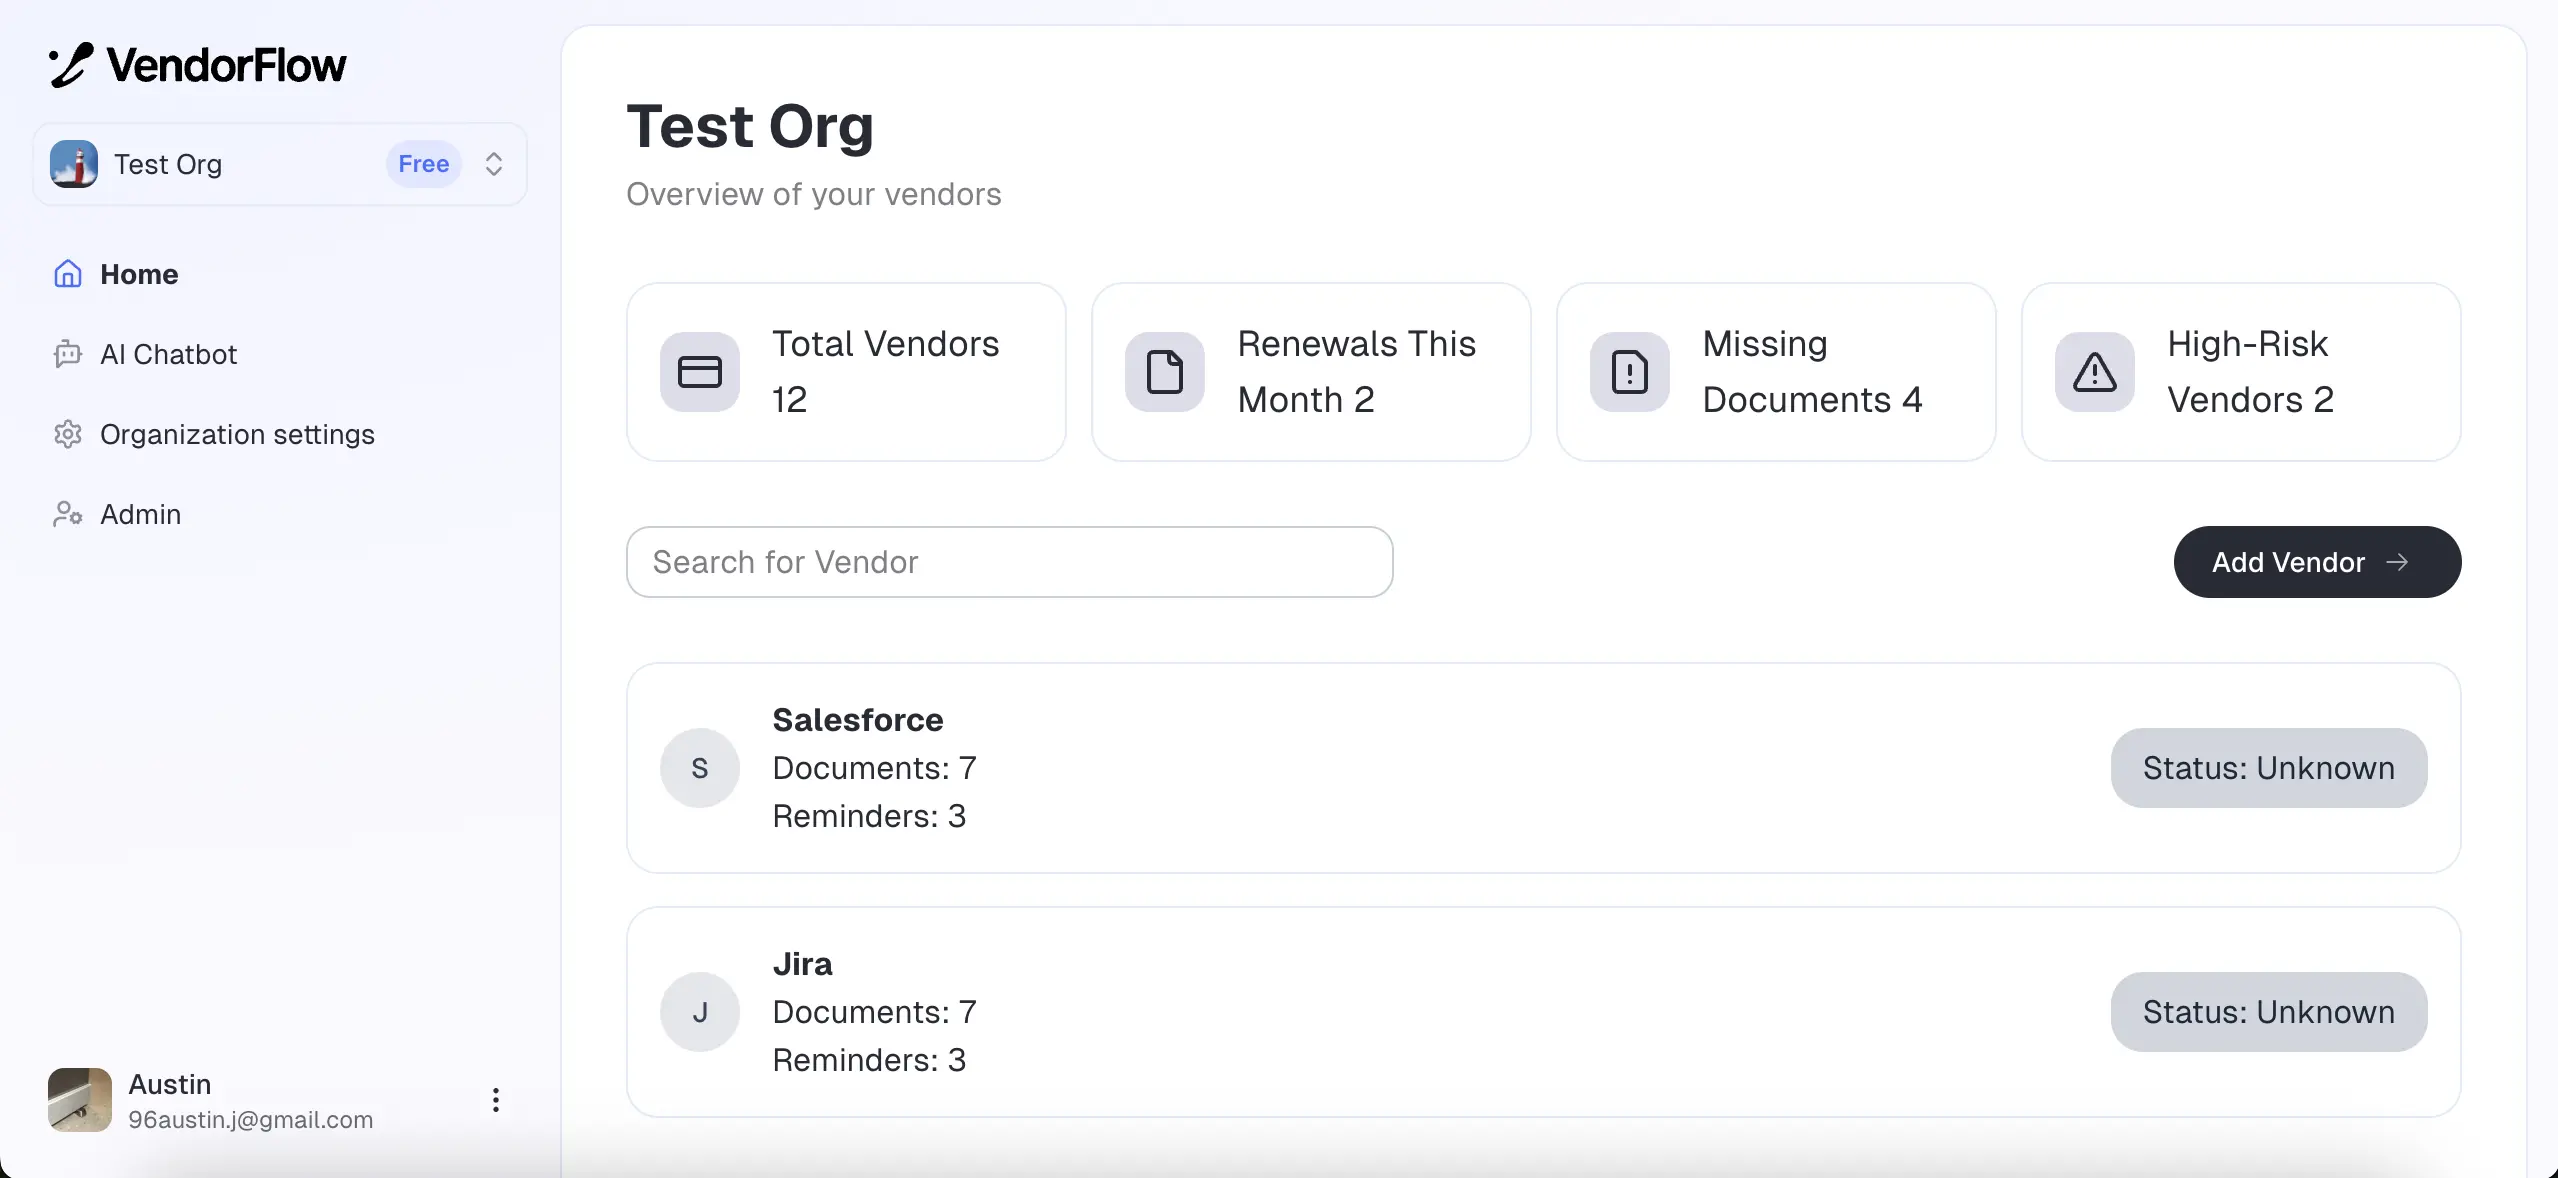 VendorFlow
Test Org
Free
Home
AI Chatbot
Organization settings
Admin
Austin
96austin.j@gmail.com
Test Org
Overview of your vendors
Total Vendors
12
Renewals This
Month 2
Missing
Documents 4
High-Risk
Vendors 2
Search for Vendor
Add Vendor
S
Salesforce
Documents: 7
Reminders: 3
Status: Unknown
J
Jira
Documents: 7
Reminders: 3
Status: Unknown